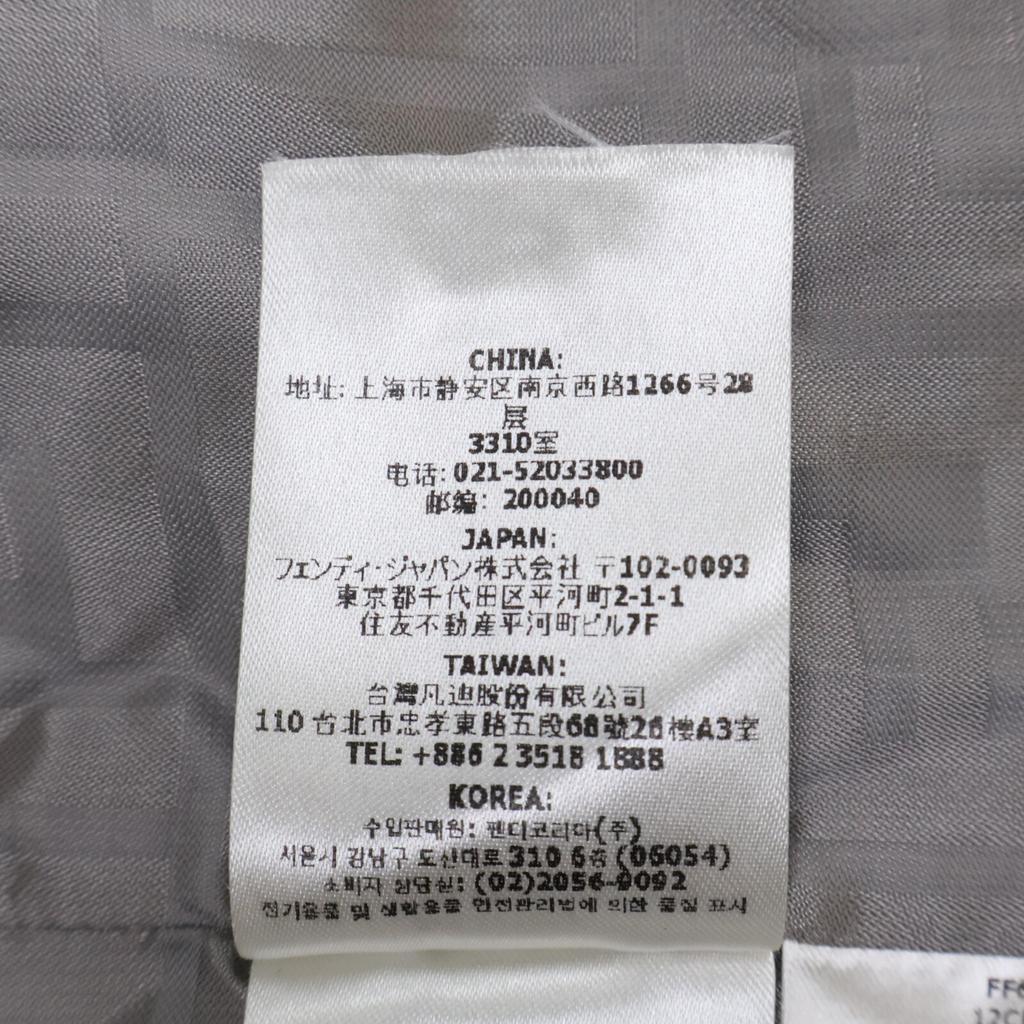 CHINA:
地址: 上海市静安区南京西路1266号28
层
3310室
电话: 021-52033800
邮编: 200040
JAPAN:
フェンディ・ジャパン株式会社 〒102-0093
東京都千代田区平河町2-1-1
住友不動産平河町ビル7F
TAIWAN:
台灣凡迪股份有限公司
110 台北市忠孝東路五段68號26樓A3室
TEL: +886 2 3518 1888
KOREA:
수입판매원: 펜디코리아(주)
서울시 강남구 도산대로 310 6층 (06054)
소비자 상담실: (02)2056-9092
전기용품 및 생활용품 안전관리법에 의한 품질 표시